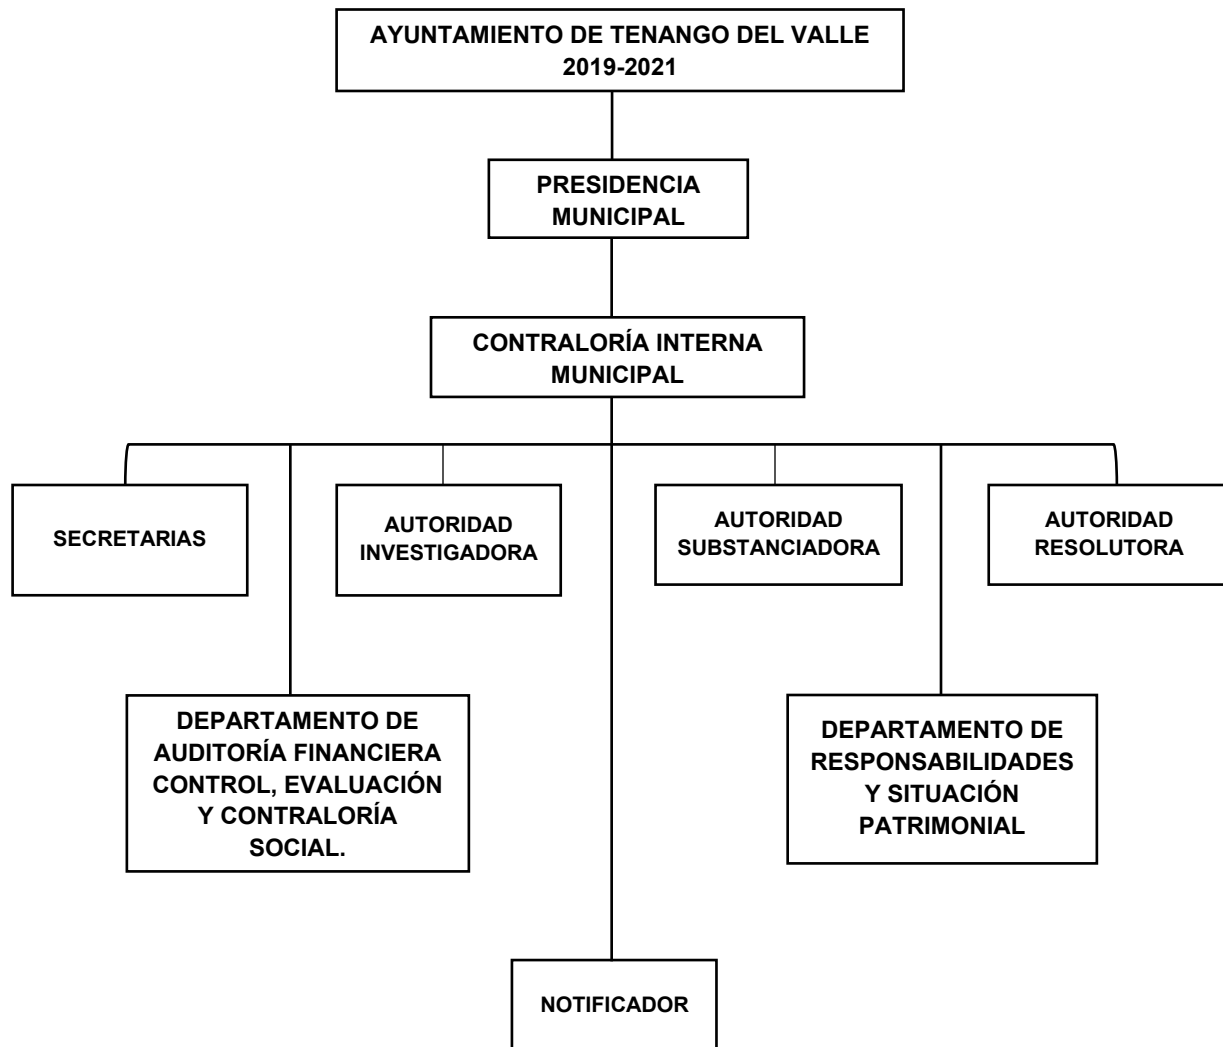 AYUNTAMIENTO DE TENANGO DEL VALLE
2019-2021
PRESIDENCIA
MUNICIPAL
CONTRALORÍA INTERNA
MUNICIPAL
SECRETARIAS
AUTORIDAD
INVESTIGADORA
AUTORIDAD
SUBSTANCIADORA
AUTORIDAD
RESOLUTORA
DEPARTAMENTO DE
AUDITORÍA FINANCIERA
CONTROL, EVALUACIÓN
Y CONTRALORÍA
SOCIAL.
DEPARTAMENTO DE
RESPONSABILIDADES
Y SITUACIÓN
PATRIMONIAL
NOTIFICADOR